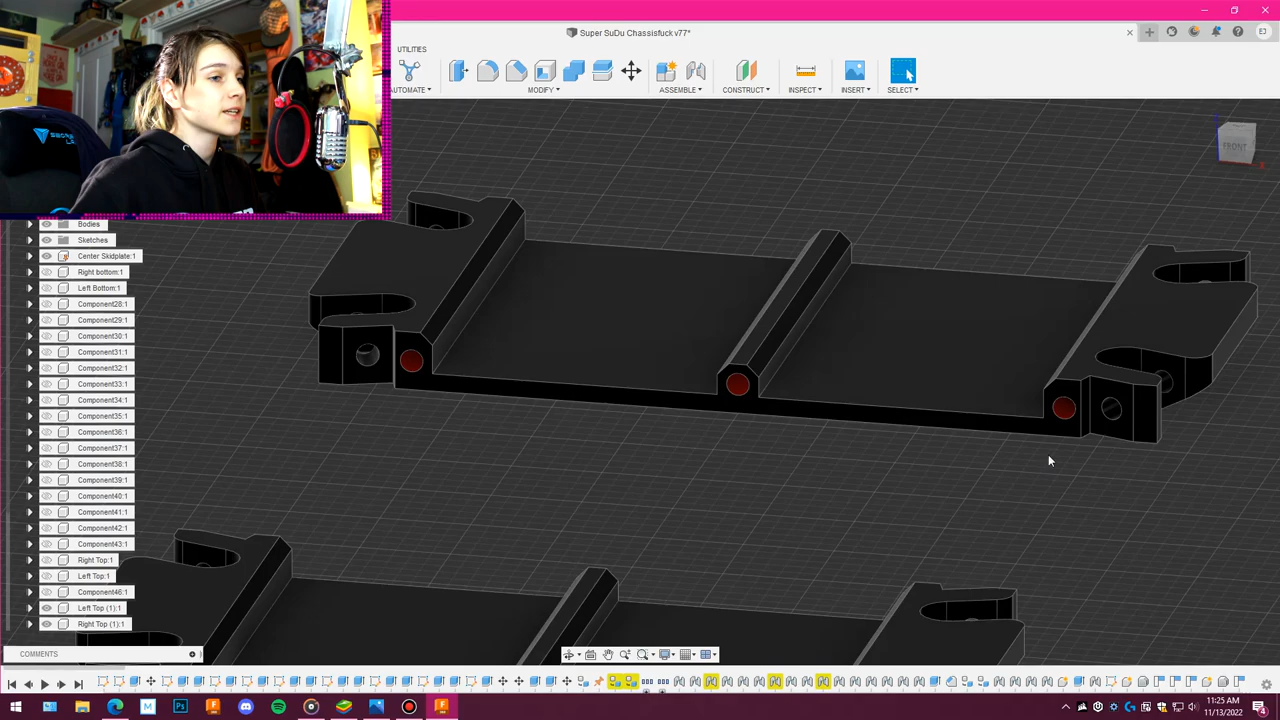 Super SuDu Chassisfuck v77*
EJ
UTILITIES
AUTOMATE
MODIFY
ASSEMBLE
CONSTRUCT
INSPECT
INSERT
SELECT
FRONT
Bodies
Sketches
Center Skidplate:1
Right bottom:1
Left Bottom:1
Component28:1
Component29:1
Component30:1
Component31:1
Component32:1
Component33:1
Component34:1
Component35:1
Component36:1
Component37:1
Component38:1
Component39:1
Component40:1
Component41:1
Component42:1
Component43:1
Right Top:1
Left Top:1
Component46:1
Left Top (1):1
Right Top (1):1
COMMENTS
11:25 AM
11/13/2022
4